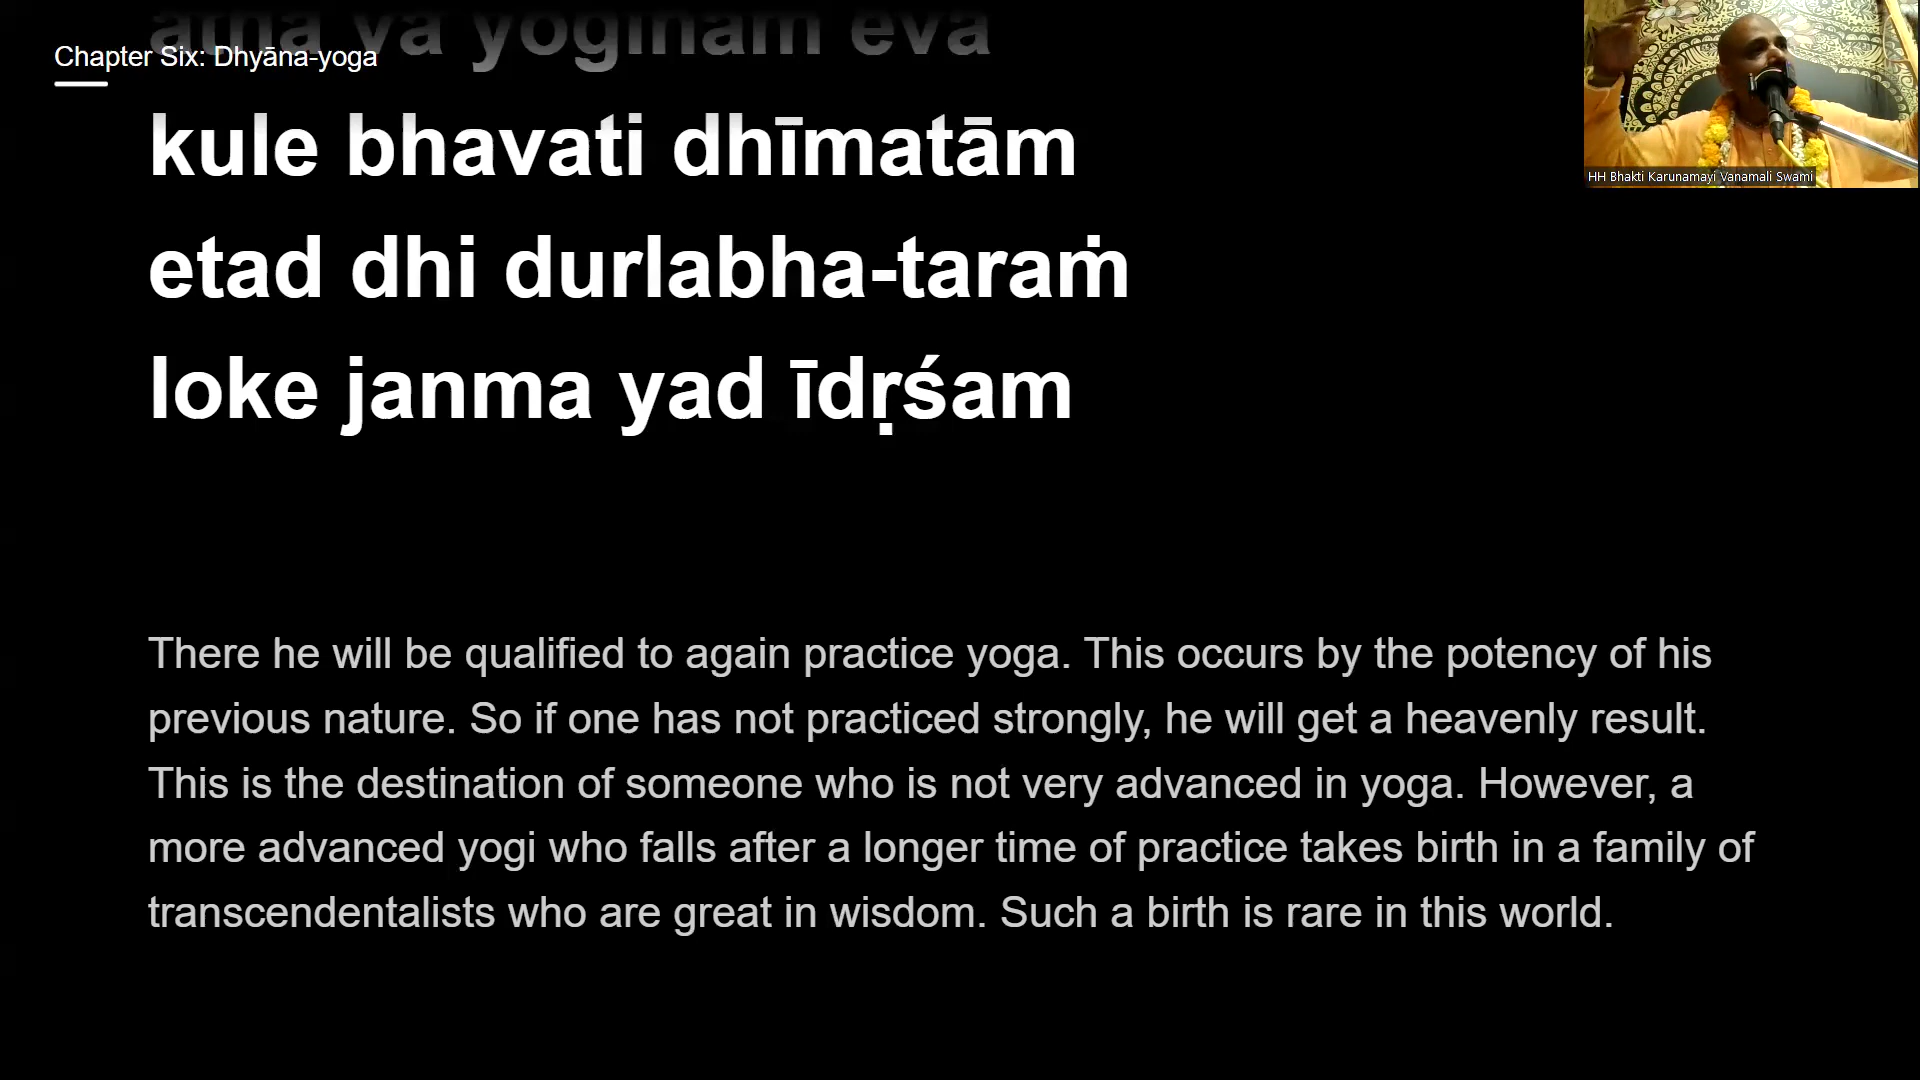 atha vā yoginām eva
Chapter Six: Dhyāna-yoga
kule bhavati dhīmatām
etad dhi durlabha-taraṁ
loke janma yad īdṛśam
HH Bhakti Karunamayi Vanamali Swami
There he will be qualified to again practice yoga. This occurs by the potency of his
previous nature. So if one has not practiced strongly, he will get a heavenly result.
This is the destination of someone who is not very advanced in yoga. However, a
more advanced yogi who falls after a longer time of practice takes birth in a family of
transcendentalists who are great in wisdom. Such a birth is rare in this world.